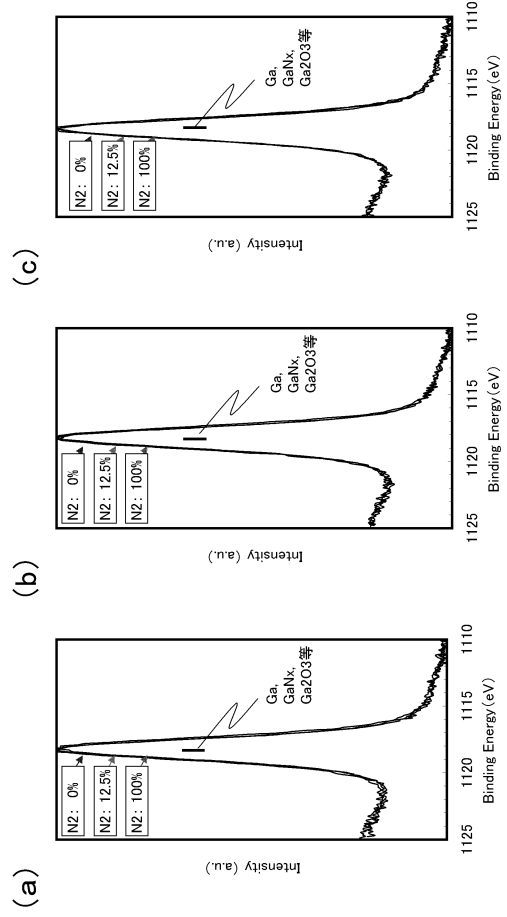 (a)
N2: 0%
N2: 12.5%
N2: 100%
Ga,
GaNx,
Ga2O3等
Intensity (a.u.)
1125
1120
1115
1110
Binding Energy(eV)
(b)
N2: 0%
N2: 12.5%
N2: 100%
Ga,
GaNx,
Ga2O3等
Intensity (a.u.)
1125
1120
1115
1110
Binding Energy(eV)
(c)
N2: 0%
N2: 12.5%
N2: 100%
Ga,
GaNx,
Ga2O3等
Intensity (a.u.)
1125
1120
1115
1110
Binding Energy(eV)